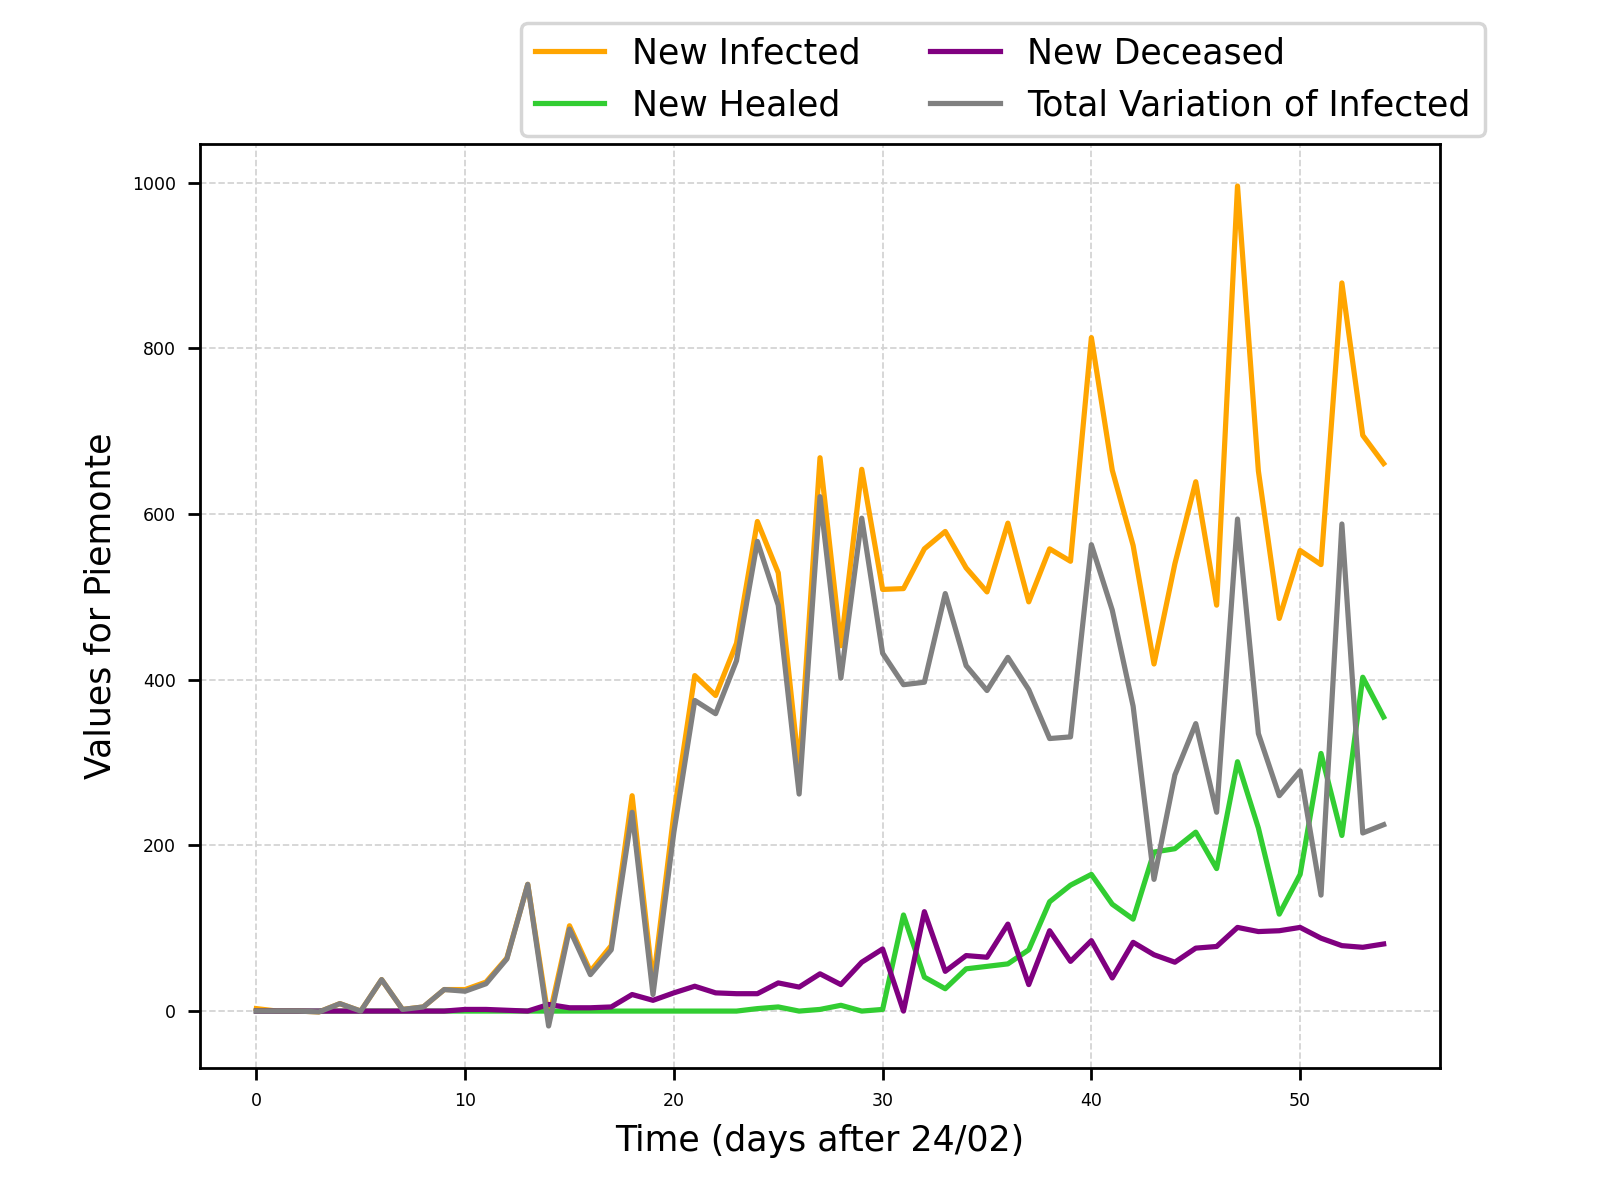 New Infected
New Healed
New Deceased
Total Variation of Infected
Values for Piemonte
1000
800
600
400
200
0
0 10 20 30 40 50
Time (days after 24/02)